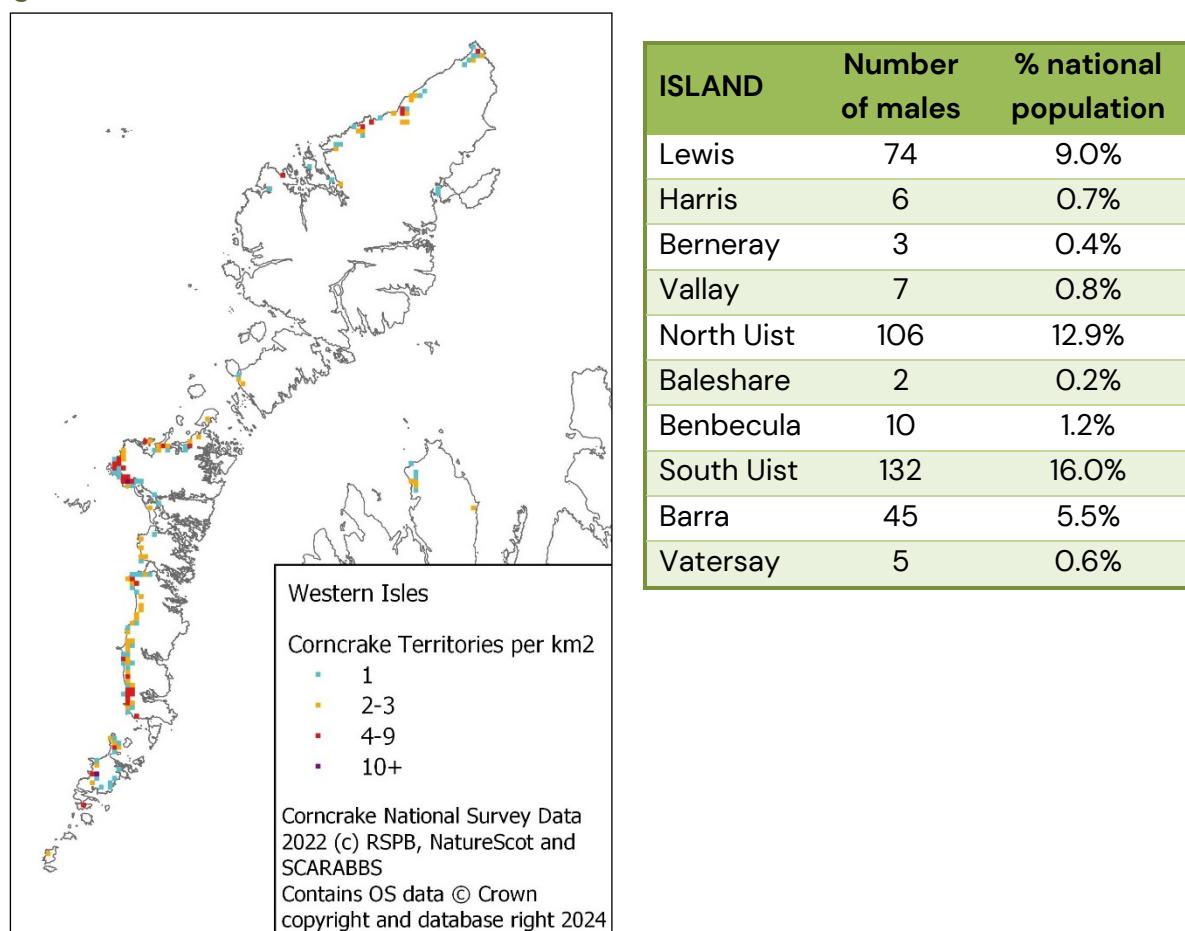 Western Isles
Corncrake Territories per km2
1
2-3
4-9
10+
Corncrake National Survey Data
2022 (c) RSPB, NatureScot and
SCARABBS
Contains OS data © Crown
copyright and database right 2024
ISLAND Number of males % national population
Lewis 74 9.0%
Harris 6 0.7%
Berneray 3 0.4%
Vallay 7 0.8%
North Uist 106 12.9%
Baleshare 2 0.2%
Benbecula 10 1.2%
South Uist 132 16.0%
Barra 45 5.5%
Vatersay 5 0.6%